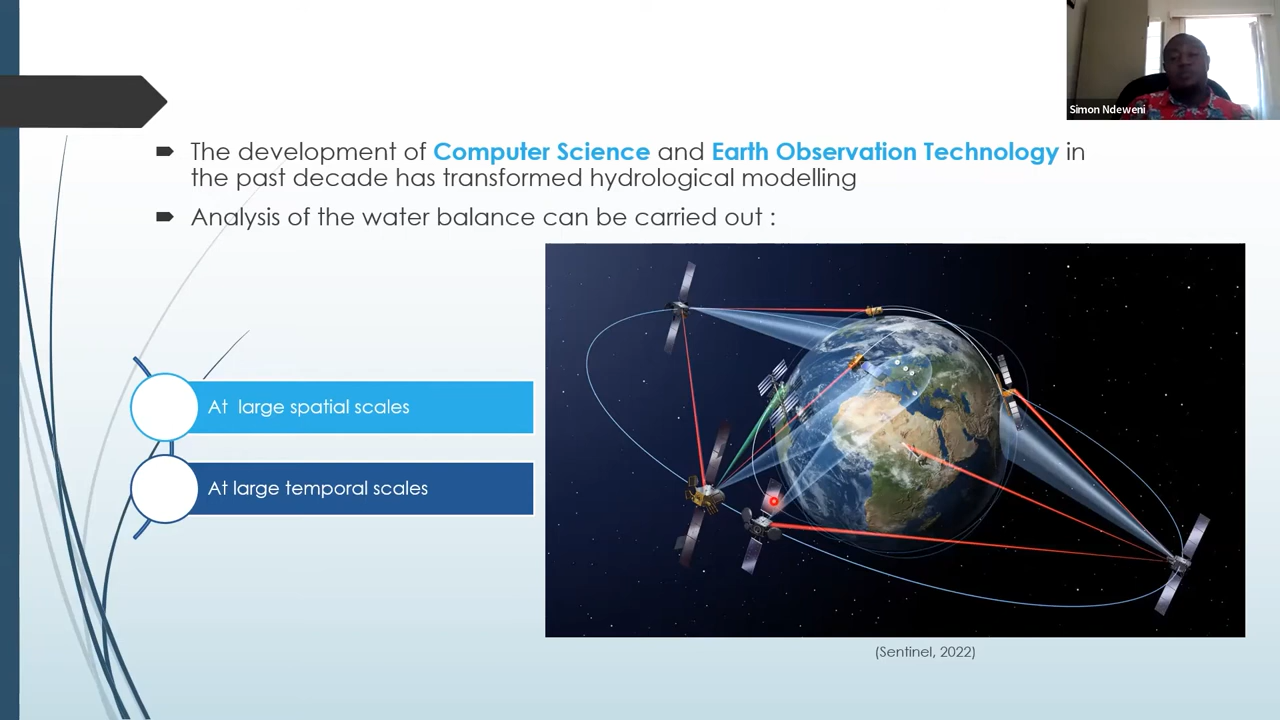 Simon Ndeweni
The development of Computer Science and Earth Observation Technology in
the past decade has transformed hydrological modelling
Analysis of the water balance can be carried out :
At large spatial scales
At large temporal scales
(Sentinel, 2022)